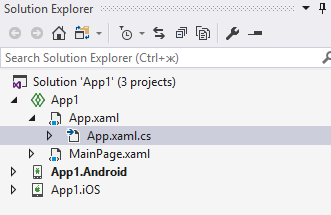 Solution Explorer
Search Solution Explorer (Ctrl+ж)
Solution 'App1' (3 projects)
App1
App.xaml
App.xaml.cs
MainPage.xaml
App1.Android
App1.iOS